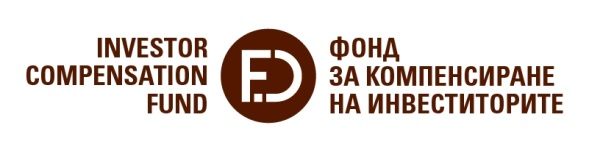 INVESTOR
COMPENSATION
FUND
ФОНД
ЗА КОМПЕНСИРАНЕ
НА ИНВЕСТИТОРИТЕ